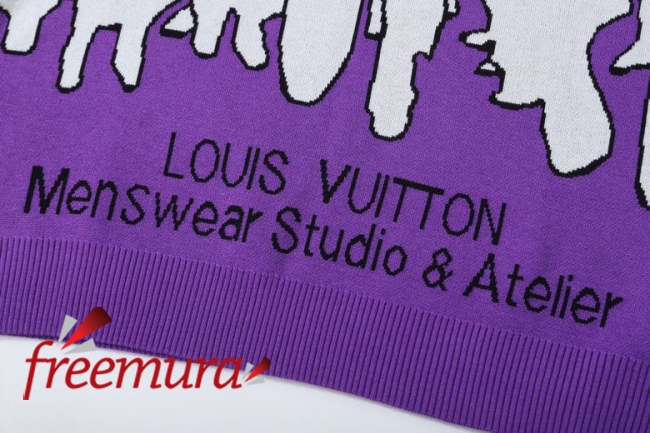 LOUIS VUITTON
Menswear Studio & Atelier
freemura